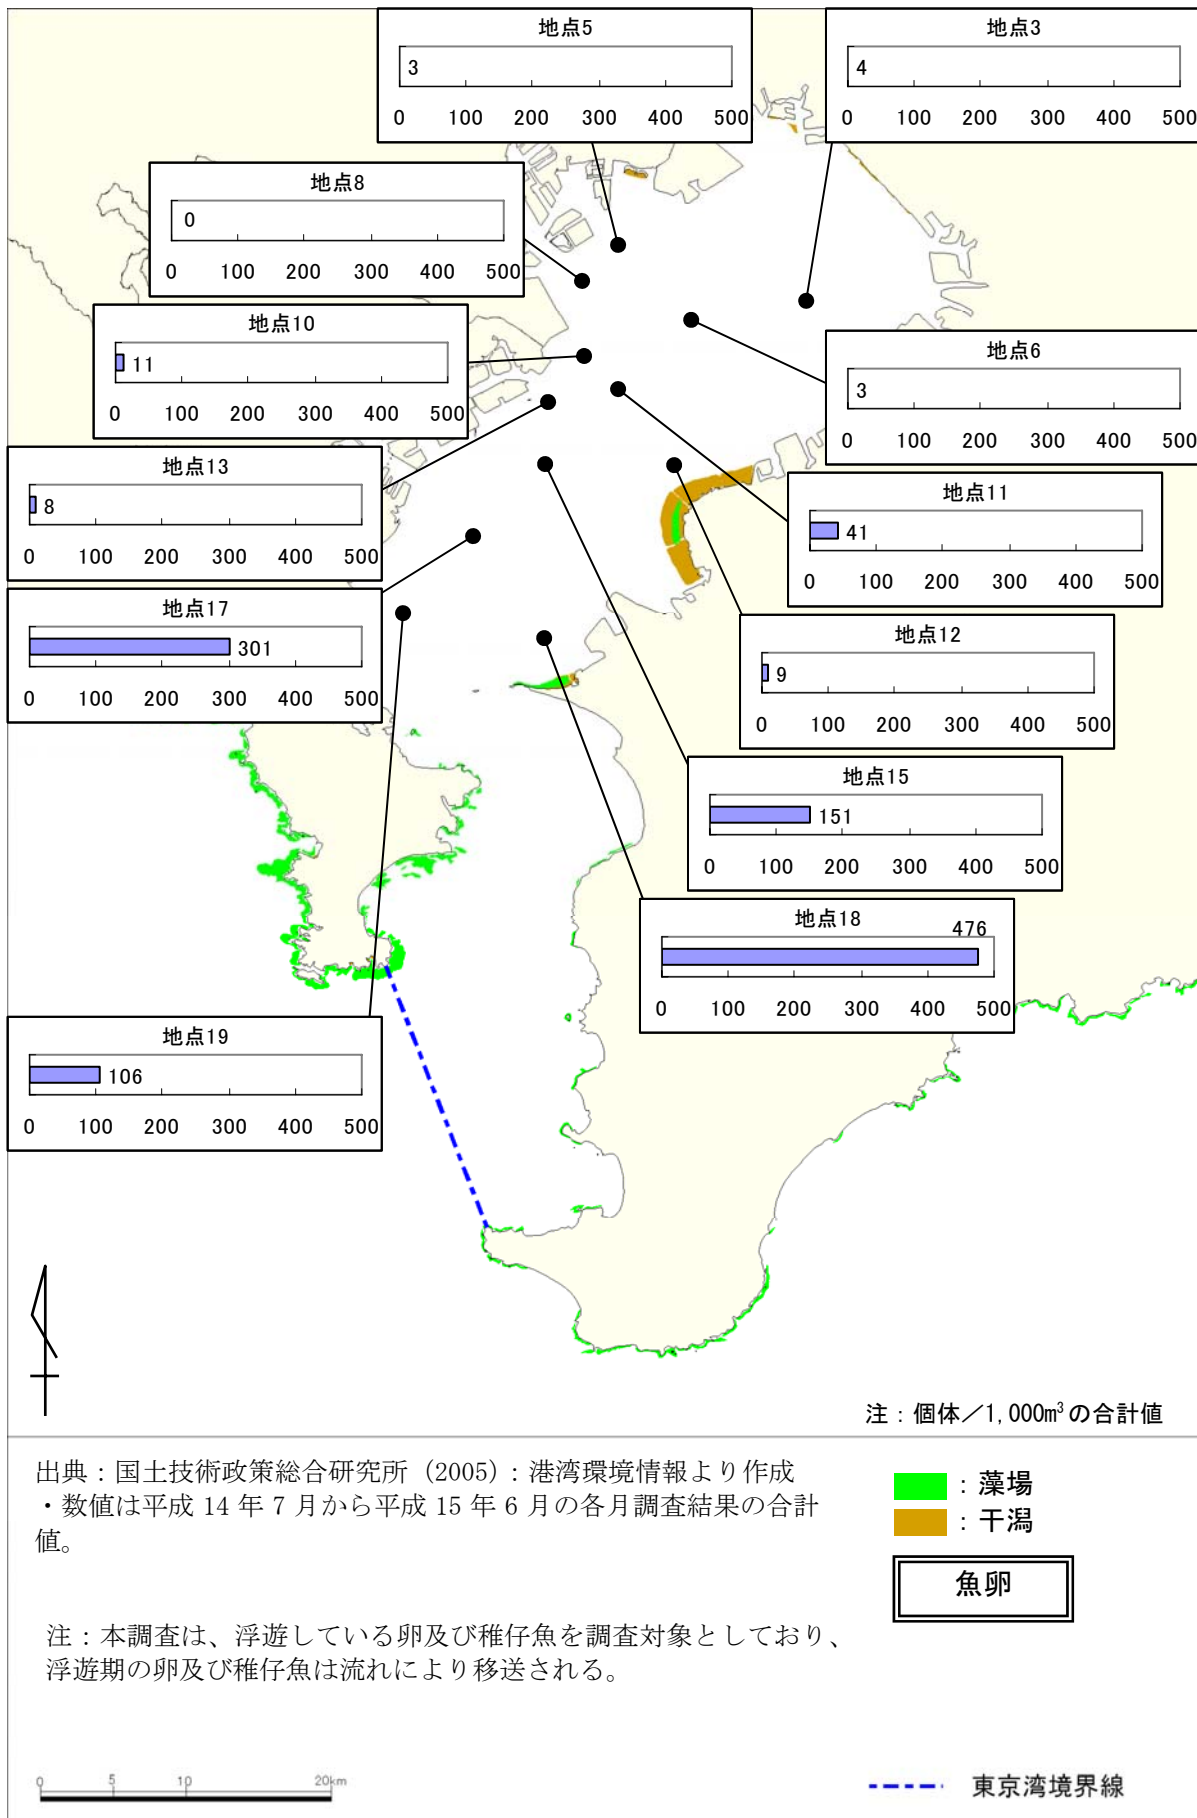 地点5
3
0 100 200 300 400 500
地点3
4
0 100 200 300 400 500
地点8
0
0 100 200 300 400 500
地点10
11
0 100 200 300 400 500
地点6
3
0 100 200 300 400 500
地点13
8
0 100 200 300 400 500
地点11
41
0 100 200 300 400 500
地点17
301
0 100 200 300 400 500
地点12
9
0 100 200 300 400 500
地点15
151
0 100 200 300 400 500
地点18
476
0 100 200 300 400 500
地点19
106
0 100 200 300 400 500
注：個体／1,000m³の合計値
出典：国土技術政策総合研究所（2005）：港湾環境情報より作成
・数値は平成 14 年 7 月から平成 15 年 6 月の各月調査結果の合計
値。
：藻場
：干潟
魚卵
注：本調査は、浮遊している卵及び稚仔魚を調査対象としており、
浮遊期の卵及び稚仔魚は流れにより移送される。
0 5 10 20km
東京湾境界線